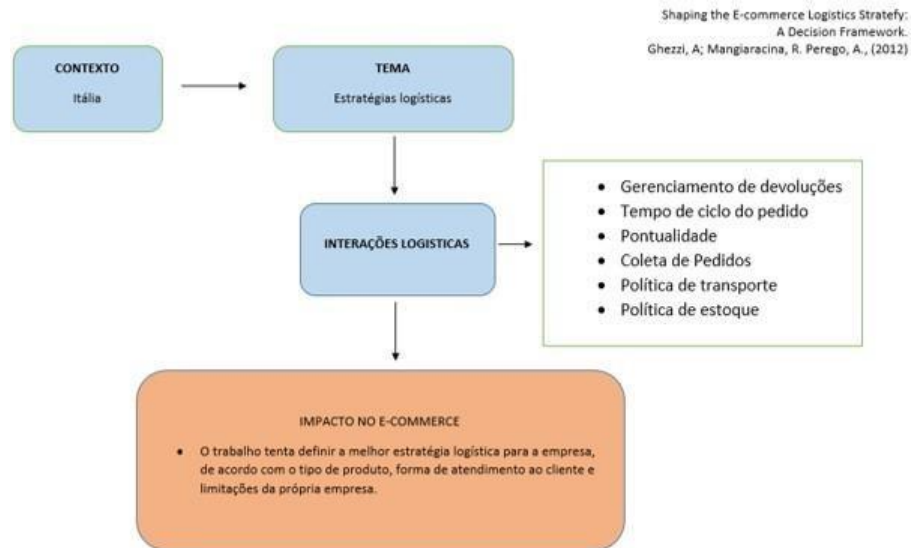 Shaping the E-commerce Logistics Stratefy:
A Decision Framework.
Ghezzi, A; Mangiaracina, R. Perego, A., (2012)
CONTEXTO
Itália
TEMA
Estratégias logísticas
INTERAÇÕES LOGISTICAS
• Gerenciamento de devoluções
• Tempo de ciclo do pedido
• Pontualidade
• Coleta de Pedidos
• Política de transporte
• Política de estoque
IMPACTO NO E-COMMERCE
• O trabalho tenta definir a melhor estratégia logística para a empresa,
de acordo com o tipo de produto, forma de atendimento ao cliente e
limitações da própria empresa.